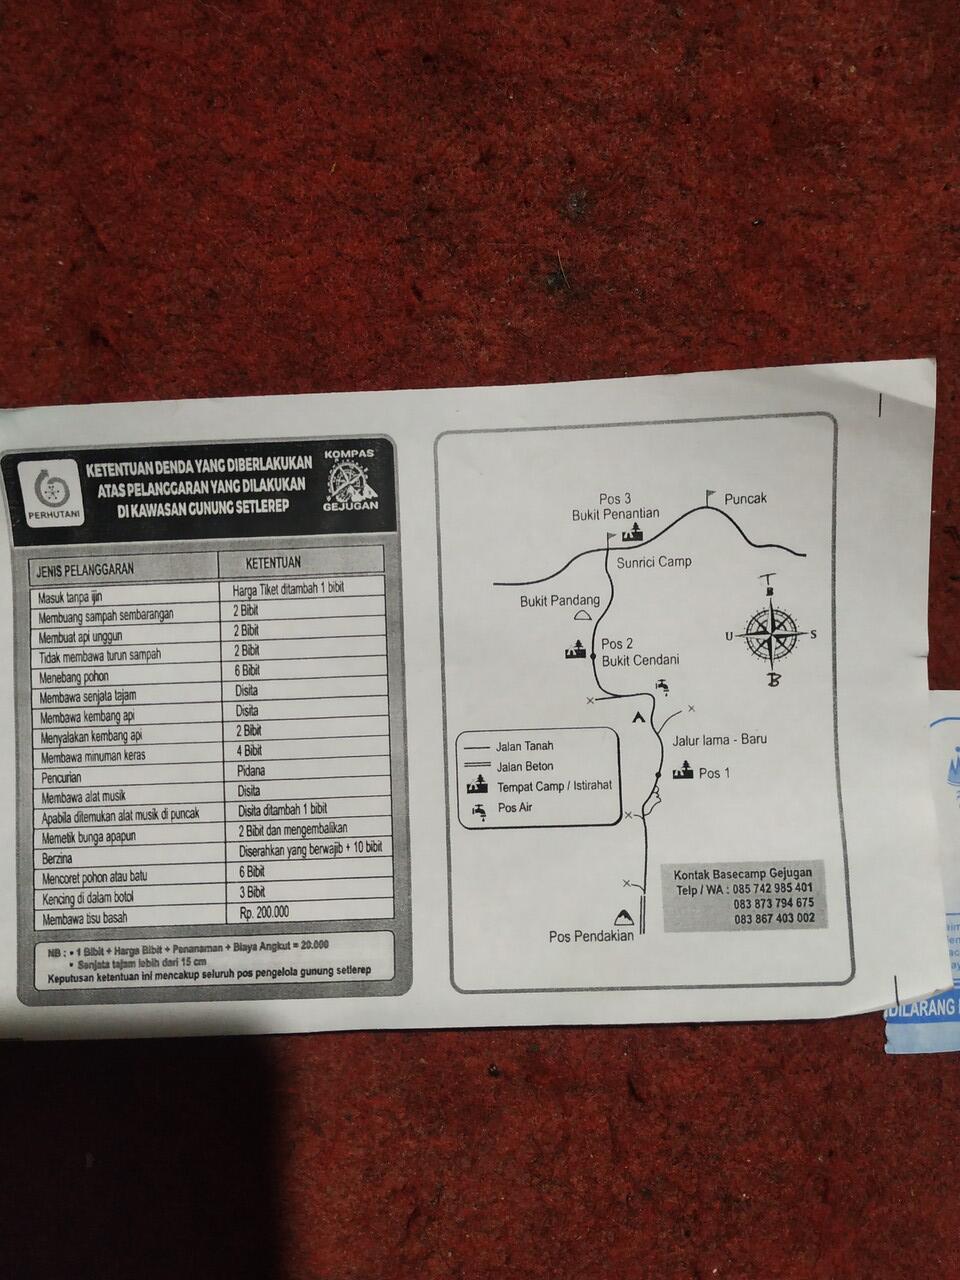 PERHUTANI
KETENTUAN DENDA YANG DIBERLAKUKAN
ATAS PELANGGARAN YANG DILAKUKAN
DI KAWASAN GUNUNG SETLEREP
KOMPAS
GEJUGAN
JENIS PELANGGARAN KETENTUAN
Masuk tanpa ijin Harga Tiket ditambah 1 bibit
Membuang sampah sembarangan 2 Bibit
Membuat api unggun 2 Bibit
Tidak membawa turun sampah 2 Bibit
Menebang pohon 6 Bibit
Membawa senjata tajam Disita
Membawa kembang api Disita
Menyalakan kembang api 2 Bibit
Membawa minuman keras 4 Bibit
Pencurian Pidana
Membawa alat musik Disita
Apabila ditemukan alat musik di puncak Disita ditambah 1 bibit
Memetik bunga apapun 2 Bibit dan mengembalikan
Berzina Diserahkan yang berwajib + 10 bibit
Mencoret pohon atau batu 6 Bibit
Kencing di dalam botol 3 Bibit
Membawa tisu basah Rp. 200.000
NB : • 1 Bibit + Harga Bibit + Penanaman + Biaya Angkut = 20.000
• Senjata tajam lebih dari 15 cm
Keputusan ketentuan ini mencakup seluruh pos pengelola gunung setlerep
Pos 3
Bukit Penantian
Puncak
Sunrici Camp
Bukit Pandang
Pos 2
Bukit Cendani
T
B
U S
B
Jalur lama - Baru
Pos 1
Jalan Tanah
Jalan Beton
Tempat Camp / Istirahat
Pos Air
Pos Pendakian
Kontak Basecamp Gejugan
Telp / WA : 085 742 985 401
083 873 794 675
083 867 403 002
DILARANG